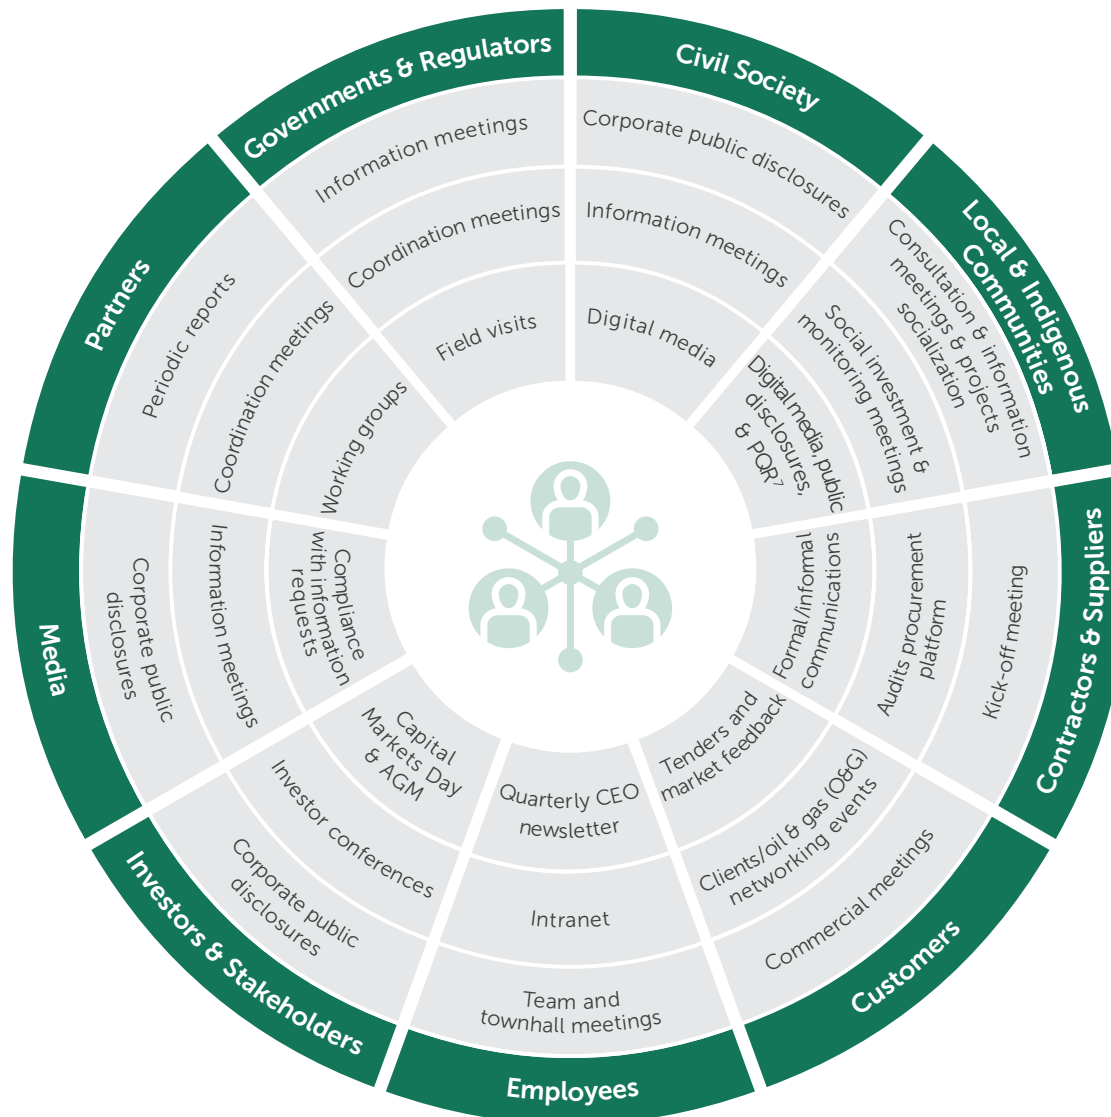 Governments & Regulators
Information meetings
Coordination meetings
Field visits
Civil Society
Corporate public disclosures
Information meetings
Digital media
Local & Indigenous
Communities
Consultation & information
meetings & projects
socialization
Social investment &
monitoring meetings
Digital media, public
disclosures,
& PQR⁷
Contractors & Suppliers
Kick-off meeting
Audits procurement
platform
Formal/informal
communications
Customers
Commercial meetings
Clients/oil & gas (O&G)
networking events
Tenders and
market feedback
Employees
Team and
townhall meetings
Intranet
Quarterly CEO
newsletter
Investors & Stakeholders
Corporate public
disclosures
Investor conferences
Capital
Markets Day
& AGM
Media
Corporate public
disclosures
Information meetings
Compliance
with information
requests
Partners
Periodic reports
Coordination meetings
Working groups